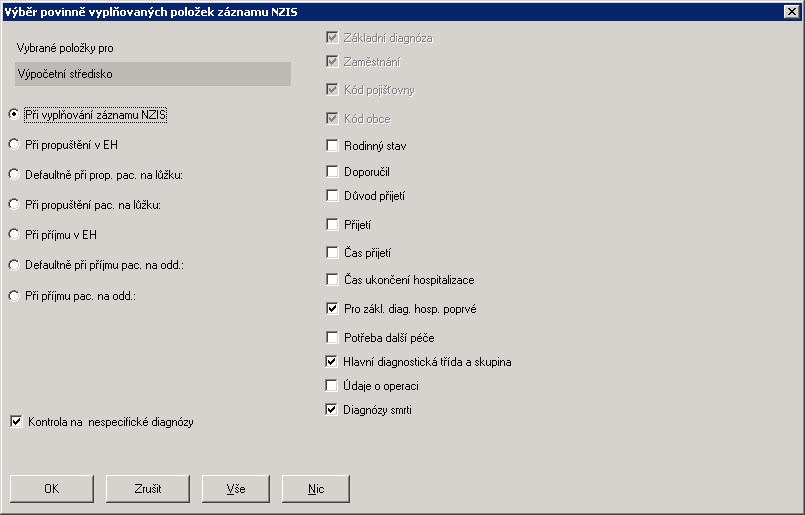 Výběr povinně vyplňovaných položek záznamu NZIS
Vybrané položky pro
Výpočetní středisko
Při vyplňování záznamu NZIS
Při propuštění v EH
Defaultně při prop. pac. na lůžku:
Při propuštění pac. na lůžku:
Při příjmu v EH
Defaultně při příjmu pac. na odd.:
Při příjmu pac. na odd.:
Kontrola na nespecifické diagnózy
Základní diagnóza
Zaměstnání
Kód pojišťovny
Kód obce
Rodinný stav
Doporučil
Důvod přijetí
Přijetí
Čas přijetí
Čas ukončení hospitalizace
Pro zákl. diag. hosp. poprvé
Potřeba další péče
Hlavní diagnostická třída a skupina
Údaje o operaci
Diagnózy smrti
OK
Zrušit
Vše
Nic